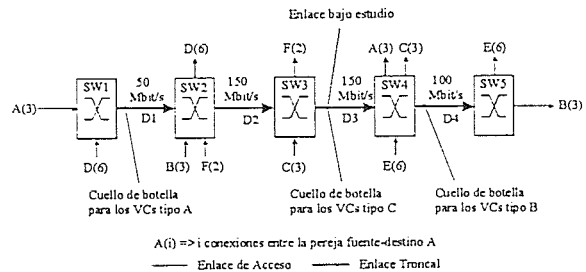 Enlace bajo estudio
D(6)
F(2)
A(3) C(3)
E(6)
SW1
50
Mbit/s
D1
SW2
150
Mbit/s
D2
SW3
150
Mbit/s
D3
SW4
100
Mbit/s
D4
SW5
A(3)
B(3)
D(6)
B(3) F(2)
C(3)
E(6)
Cuello de botella
para los VCs tipo A
Cuello de botella
para los VCs tipo C
Cuello de botella
para los VCs tipo B
A(i) => i conexiones entre la pereja fuente-destino A
Enlace de Acceso
Enlace Troncal